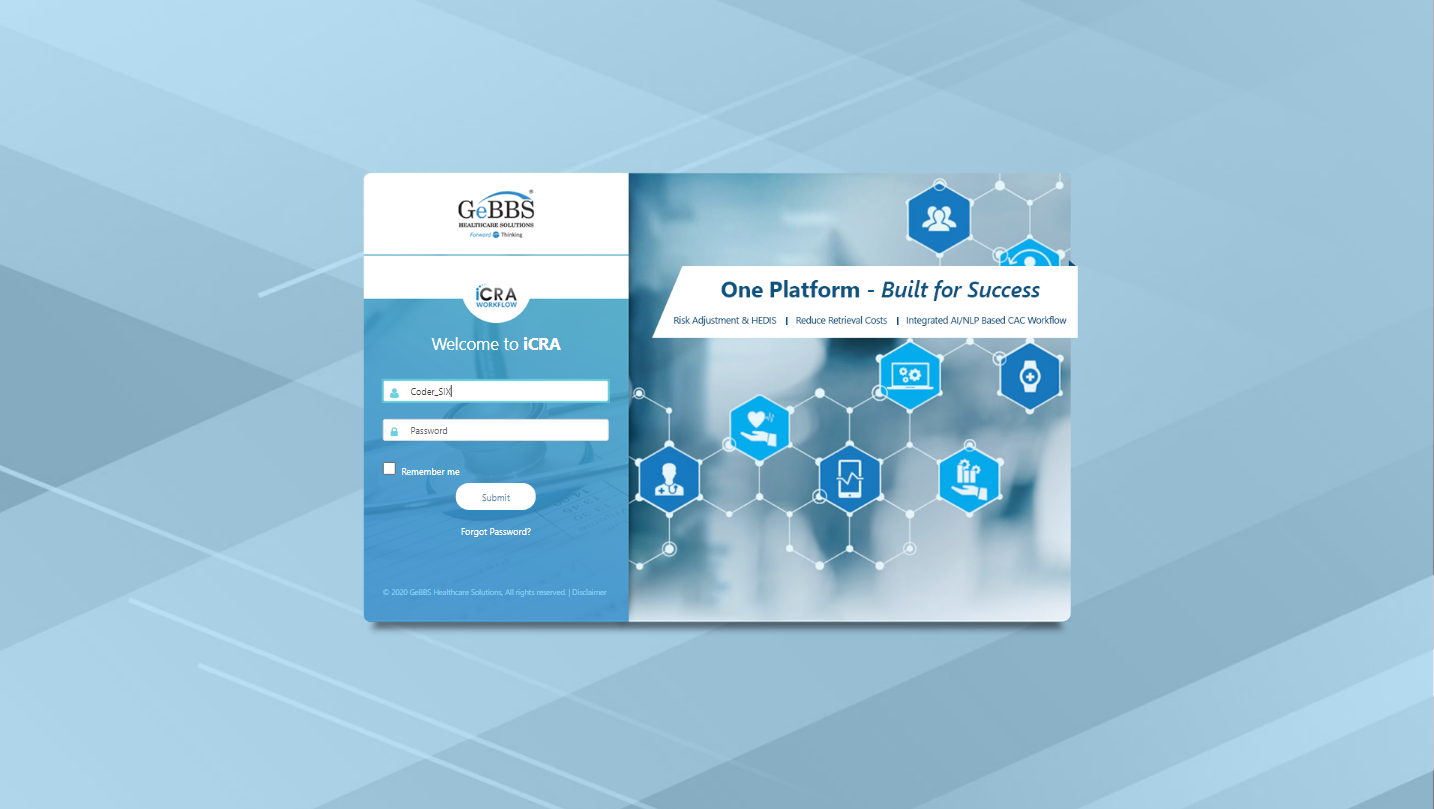 GeBBS®
HEALTHCARE SOLUTIONS
Forward Thinking
iCRA
WORKFLOW
Welcome to iCRA
Coder_SIX
Password
Remember me
Submit
Forgot Password?
© 2020 GeBBS Healthcare Solutions, All rights reserved. | Disclaimer
One Platform - Built for Success
Risk Adjustment & HEDIS | Reduce Retrieval Costs | Integrated AI/NLP Based CAC Workflow